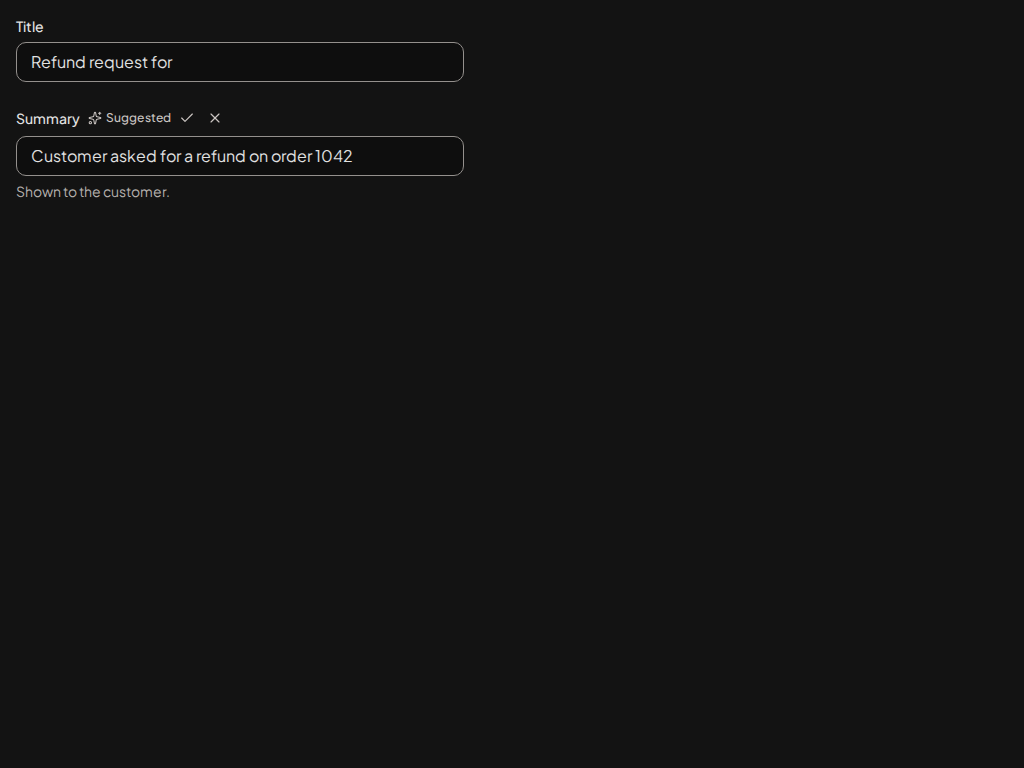 Title
Refund request for
Summary Suggested
Customer asked for a refund on order 1042
Shown to the customer.